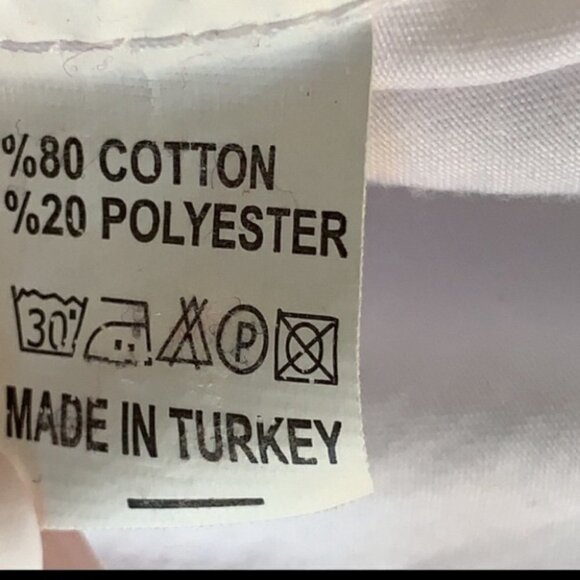 %80 COTTON
%20 POLYESTER
30° P
MADE IN TURKEY